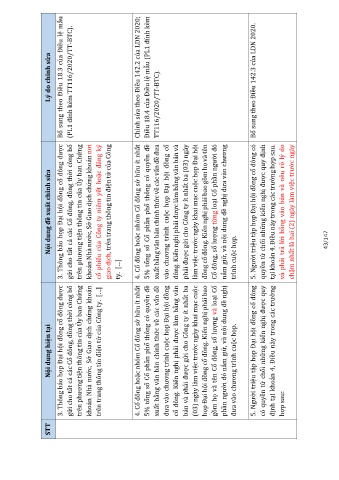 STT
Nội dung hiện tại
Nội dung đề xuất chỉnh sửa
Lý do chỉnh sửa
3. Thông báo họp Đại hội đồng cổ đông được
gửi cho tất cả các Cổ đông, đồng thời công bố
trên phương tiện thông tin của Ủy ban Chứng
khoán Nhà nước, Sở Giao dịch chứng khoán
trên trang thông tin điện tử của Công ty. [...]
3. Thông báo họp Đại hội đồng cổ đông được
gửi cho tất cả các Cổ đông, đồng thời công bố
trên phương tiện thông tin của Ủy ban Chứng
khoán Nhà nước, Sở Giao dịch chứng khoán nơi
cổ phiếu của Công ty niêm yết hoặc đăng ký
giao dịch, trên trang thông tin điện tử của Công
ty. [...]
Bổ sung theo Điều 18.3 của Điều lệ mẫu
(PL1 đính kèm TT116/2020/TT-BTC).
4. Cổ đông hoặc nhóm Cổ đông sở hữu ít nhất
5% tổng số Cổ phần phổ thông có quyền đề
xuất bằng văn bản chính thức về các vấn đề
đưa vào chương trình cuộc họp Đại hội đồng
cổ đông. Kiến nghị phải được làm bằng văn
bản và phải được gửi cho Công ty ít nhất ba
(03) ngày làm việc trước ngày khai mạc cuộc
họp Đại hội đồng cổ đông. Kiến nghị phải bao
gồm họ và tên Cổ đông, số lượng và loại Cổ
phần người đó nắm giữ, và nội dung đề nghị
đưa vào chương trình cuộc họp.
4. Cổ đông hoặc nhóm Cổ đông sở hữu ít nhất
5% tổng số Cổ phần phổ thông có quyền đề
xuất bằng văn bản chính thức về các vấn đề đưa
vào chương trình cuộc họp Đại hội đồng cổ
đông. Kiến nghị phải được làm bằng văn bản và
phải được gửi cho Công ty ít nhất ba (03) ngày
làm việc trước ngày khai mạc cuộc họp Đại hội
đồng cổ đông. Kiến nghị phải bao gồm họ và tên
Cổ đông, số lượng từng loại Cổ phần người đó
nắm giữ, và nội dung đề nghị đưa vào chương
trình cuộc họp.
Chỉnh sửa theo Điều 142.2 của LDN 2020;
Điều 18.4 của Điều lệ mẫu (PL1 đính kèm
TT116/2020/TT-BTC).
5. Người triệu tập họp Đại hội đồng cổ đông
có quyền từ chối những kiến nghị được quy
định tại khoản 4, Điều này trong các trường
hợp sau:
5. Người triệu tập họp Đại hội đồng cổ đông có
quyền từ chối những kiến nghị được quy định
tại khoản 4, Điều này trong các trường hợp sau,
và phải trả lời bằng văn bản và nêu rõ lý do
chậm nhất là hai (2) ngày làm việc trước ngày
Bổ sung theo Điều 142.3 của LDN 2020.
43/147